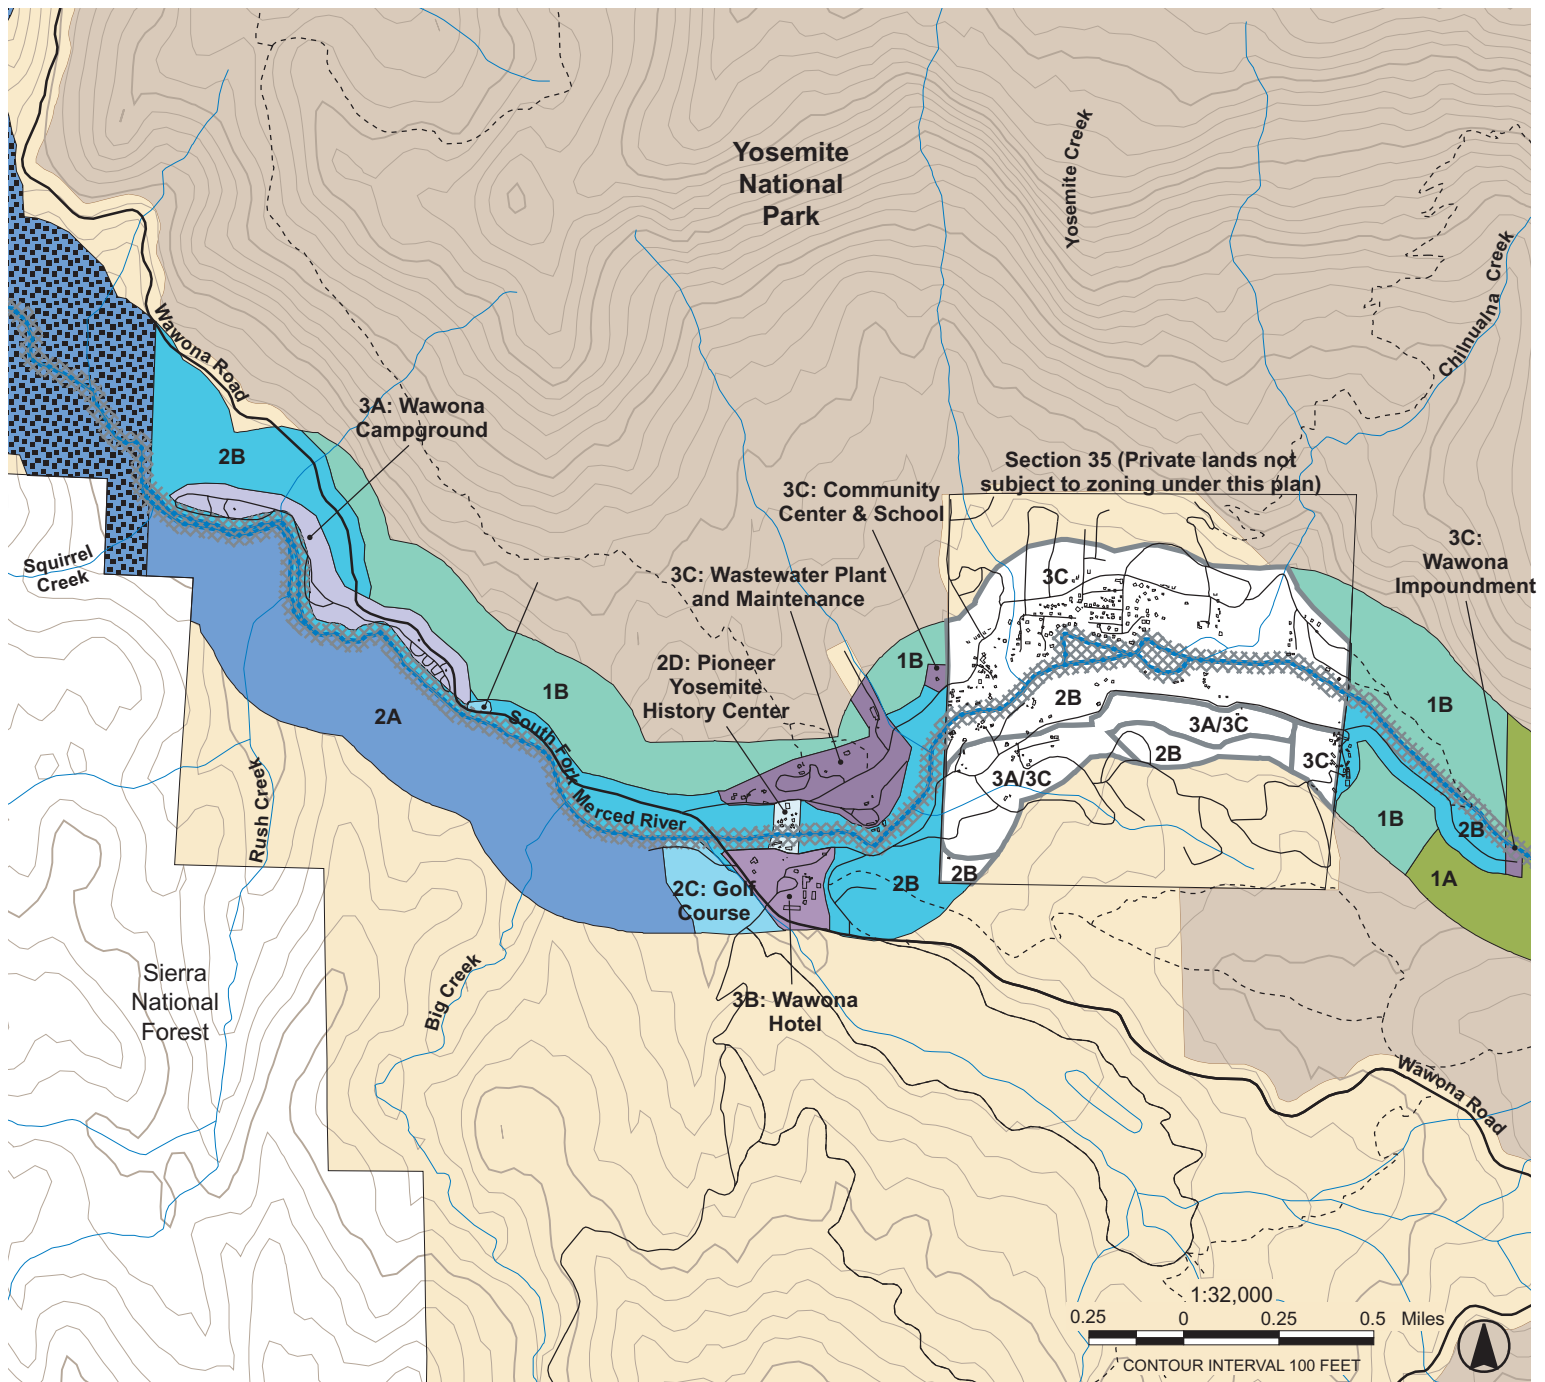 Yosemite
National
Park
Yosemite Creek
Chilnualna Creek
Wawona Road
3A: Wawona
Campground
2B
Section 35 (Private lands not
subject to zoning under this plan)
3C: Community
Center & School
3C:
Wawona
Impoundment
Squirrel
Creek
3C: Wastewater Plant
and Maintenance
3C
2D: Pioneer
Yosemite
History Center
1B
1B
2B
1B
2A
3A/3C
2B
3C
3A/3C
South Fork Merced River
Rush Creek
1B
2B
2C: Golf
Course
2B
2B
1A
Sierra
National
Forest
Big Creek
3B: Wawona
Hotel
Wawona Road
1:32,000
0.25 0 0.25 0.5 Miles
CONTOUR INTERVAL 100 FEET